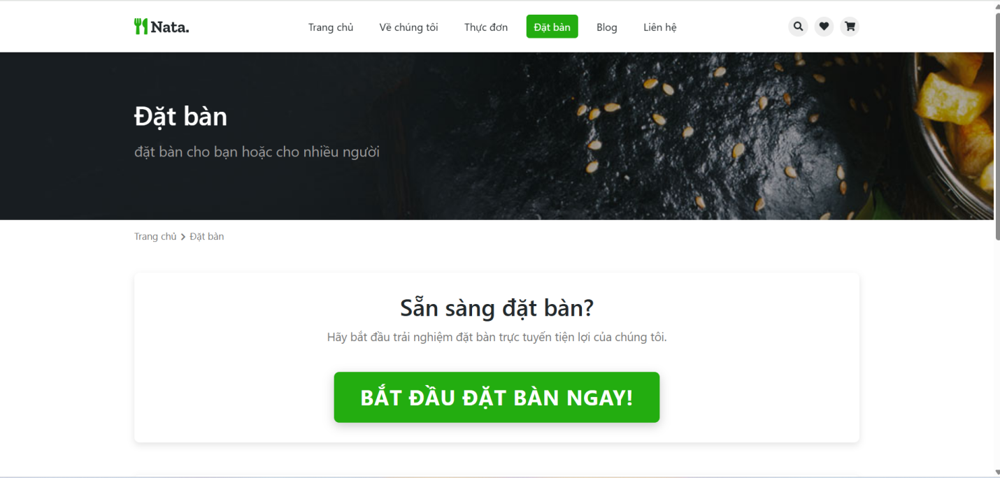 Nata.
Trang chủ Về chúng tôi Thực đơn Đặt bàn Blog Liên hệ
Đặt bàn
đặt bàn cho bạn hoặc cho nhiều người
Trang chủ > Đặt bàn
Sẵn sàng đặt bàn?
Hãy bắt đầu trải nghiệm đặt bàn trực tuyến tiện lợi của chúng tôi.
BẮT ĐẦU ĐẶT BÀN NGAY!